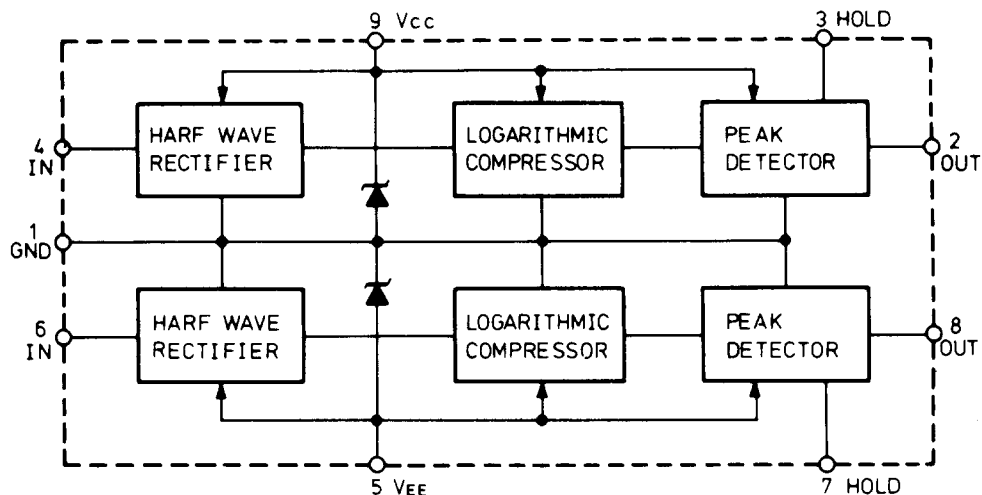 9 Vcc
3 HOLD
HARF WAVE
RECTIFIER
LOGARITHMIC
COMPRESSOR
PEAK
DETECTOR
4
IN
2
OUT
1
GND
HARF WAVE
RECTIFIER
LOGARITHMIC
COMPRESSOR
PEAK
DETECTOR
6
IN
8
OUT
5 VEE
7 HOLD